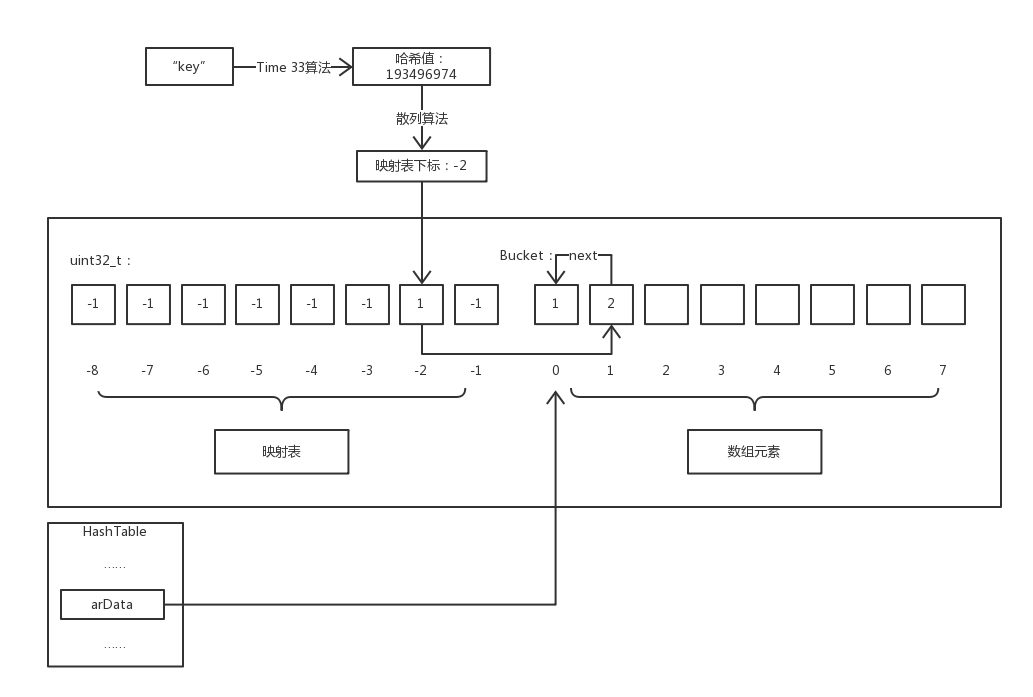 “key”
Time 33算法
哈希值：
193496974
散列算法
映射表下标：-2
uint32_t：
Bucket：
next
-1 -1 -1 -1 -1 -1 1 -1 1 2
-8 -7 -6 -5 -4 -3 -2 -1 0 1 2 3 4 5 6 7
映射表
数组元素
HashTable
……
arData
……